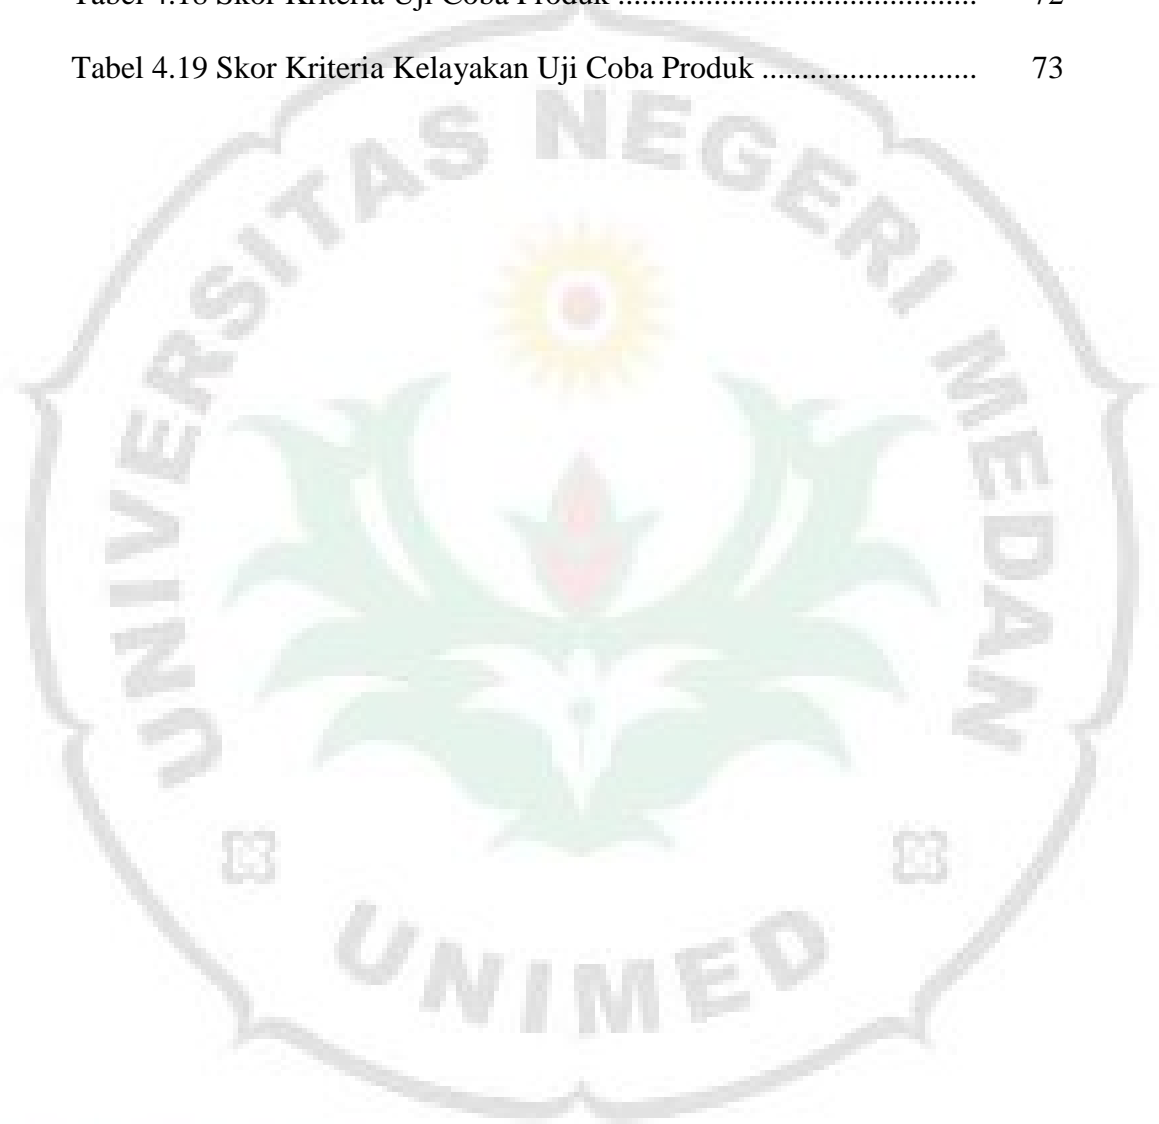 Tabel 4.18 Skor Kriteria Uji Coba Produk ............................................. 72
Tabel 4.19 Skor Kriteria Kelayakan Uji Coba Produk ........................... 73
UNIVERSITAS NEGERI MEDAN
UNIMED